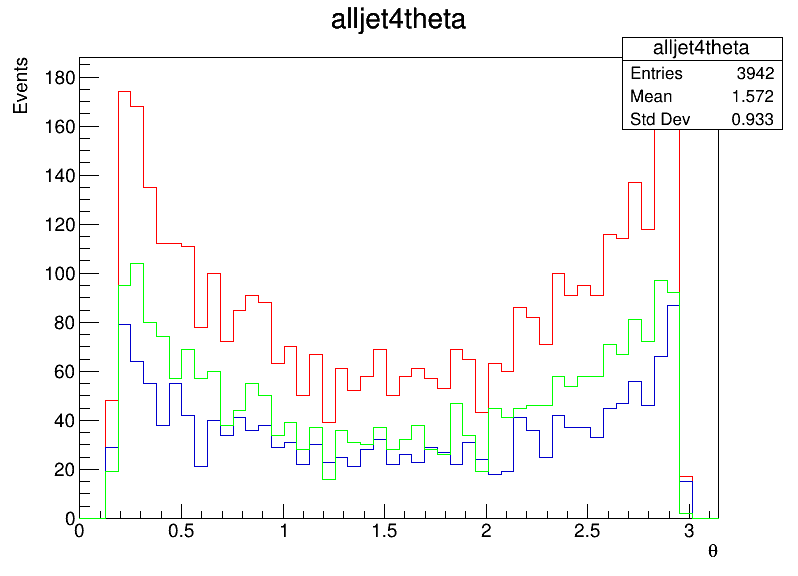 alljet4theta
alljet4theta
Entries 3942
Mean 1.572
Std Dev 0.933
Events
180
160
140
120
100
80
60
40
20
0
0 0.5 1 1.5 2 2.5 3
θ